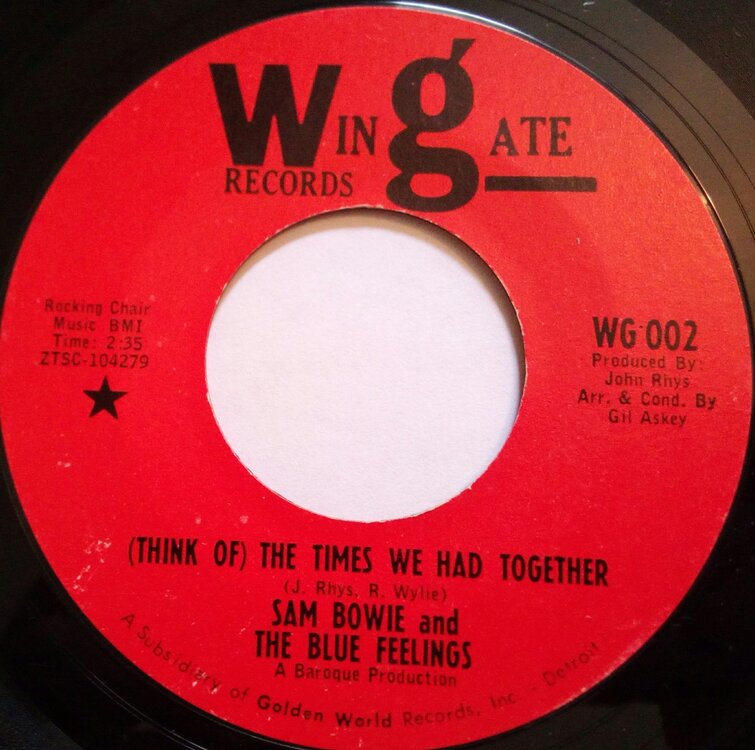 WinGATE
RECORDS
Rocking Chair
Music BMI
Time: 2:35
ZTSC-104279
WG 002
Produced By:
John Rhys
Arr. & Cond. By
Gil Askey
(THINK OF) THE TIMES WE HAD TOGETHER
(J. Rhys, R. Wylie)
SAM BOWIE and
THE BLUE FEELINGS
A Baroque Production
A Subsidiary of Golden World Records, Inc. - Detroit